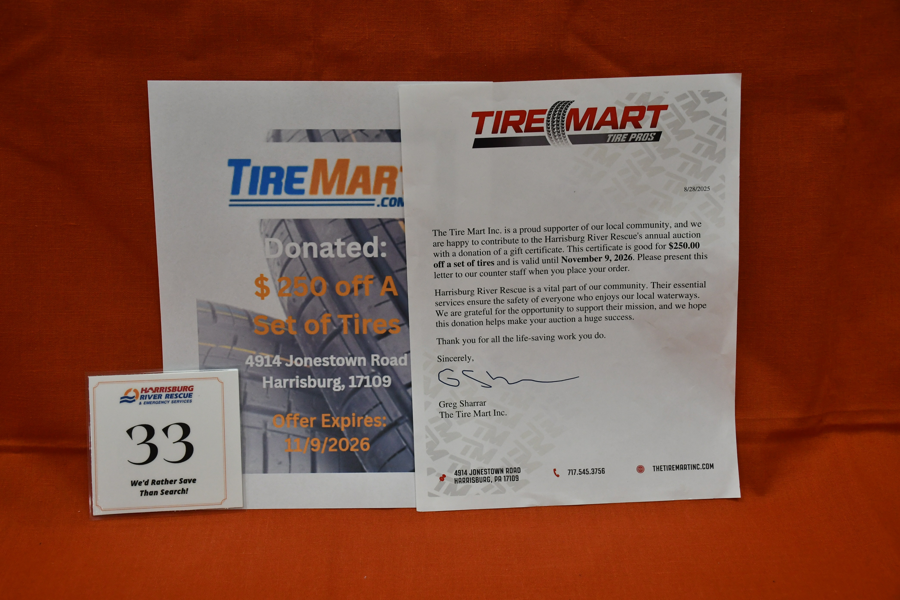 TIREMART
.COM
Donated:
$ 250 off A
Set of Tires
4914 Jonestown Road
Harrisburg, 17109
Offer Expires:
11/9/2026
HARRISBURG
RIVER RESCUE
& EMERGENCY SERVICES
33
We'd Rather Save
Than Search!
TIRE MART
TIRE PROS
8/28/2025
The Tire Mart Inc. is a proud supporter of our local community, and we
are happy to contribute to the Harrisburg River Rescue's annual auction
with a donation of a gift certificate. This certificate is good for $250.00
off a set of tires and is valid until November 9, 2026. Please present this
letter to our counter staff when you place your order.
Harrisburg River Rescue is a vital part of our community. Their essential
services ensure the safety of everyone who enjoys our local waterways.
We are grateful for the opportunity to support their mission, and we hope
this donation helps make your auction a huge success.
Thank you for all the life-saving work you do.
Sincerely,
Greg Sharrar
The Tire Mart Inc.
4914 JONESTOWN ROAD
HARRISBURG, PA 17109
717.545.3756
THETIREMARTINC.COM